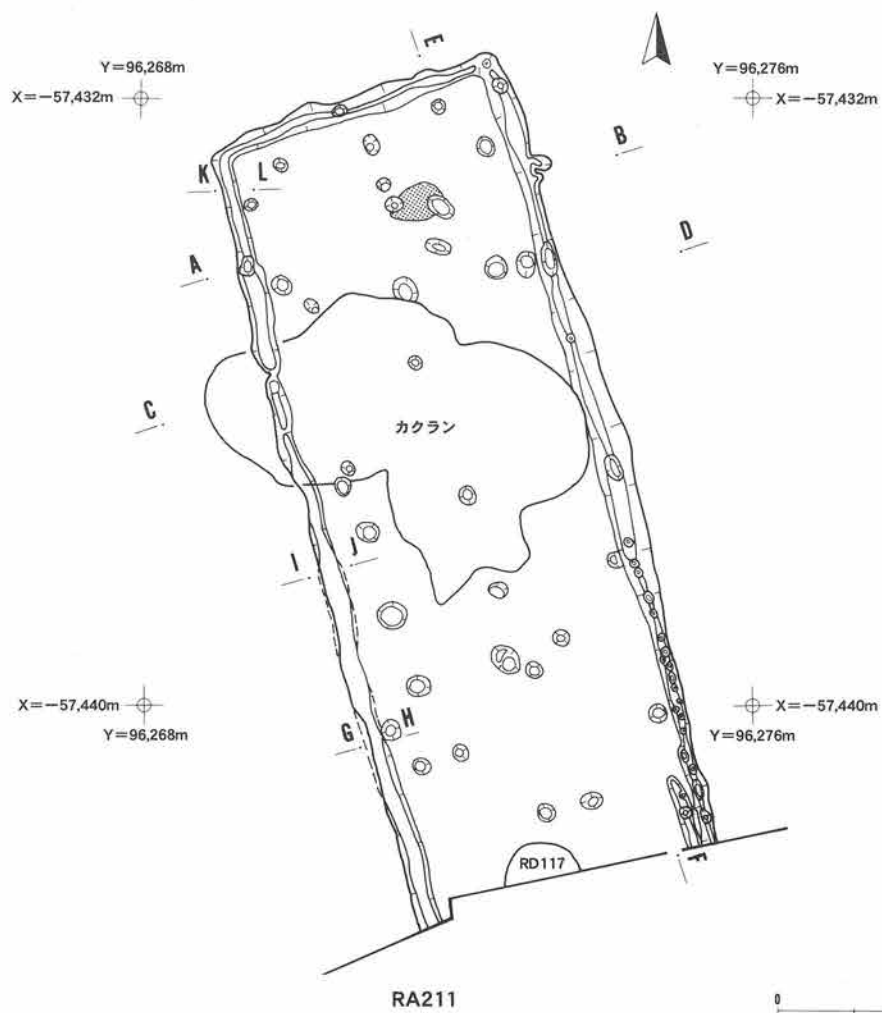 E
Y=96,268m
Y=96,276m
X=-57,432m
X=-57,432m
B
K
L
D
A
C
カクラン
I
J
X=-57,440m
X=-57,440m
Y=96,268m
Y=96,276m
G
H
RD117
F
RA211
0